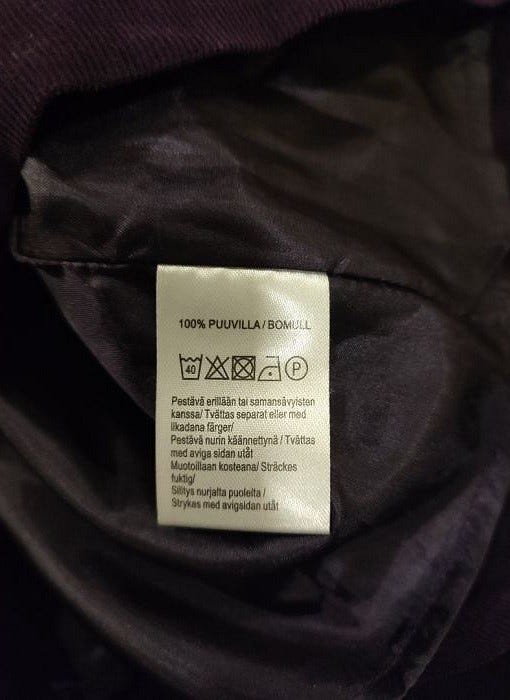 100% PUUVILLA / BOMULL
40 P
Pestävä erillään tai samansävyisten
kanssa/ Tvättas separat eller med
likadana färger/
Pestävä nurin käännettynä / Tvättas
med aviga sidan utåt
Muotoillaan kosteana/ Sträckes
fuktig/
Silitys nurjalta puolelta /
Strykes med avigsidan utåt